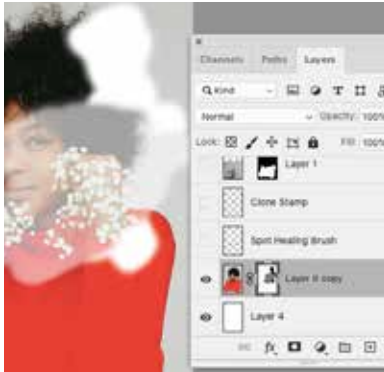 Channels Paths Layers
Kind
Normal Opacity: 100%
Lock: Fill: 100%
Layer 1
Clone Stamp
Spot Healing Brush
Layer 0 copy
Layer 4
fx